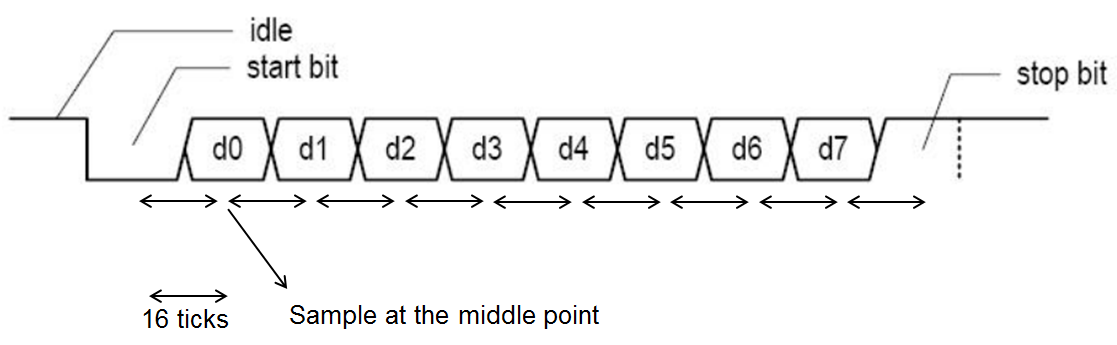 idle
start bit
stop bit
d0 d1 d2 d3 d4 d5 d6 d7
16 ticks
Sample at the middle point